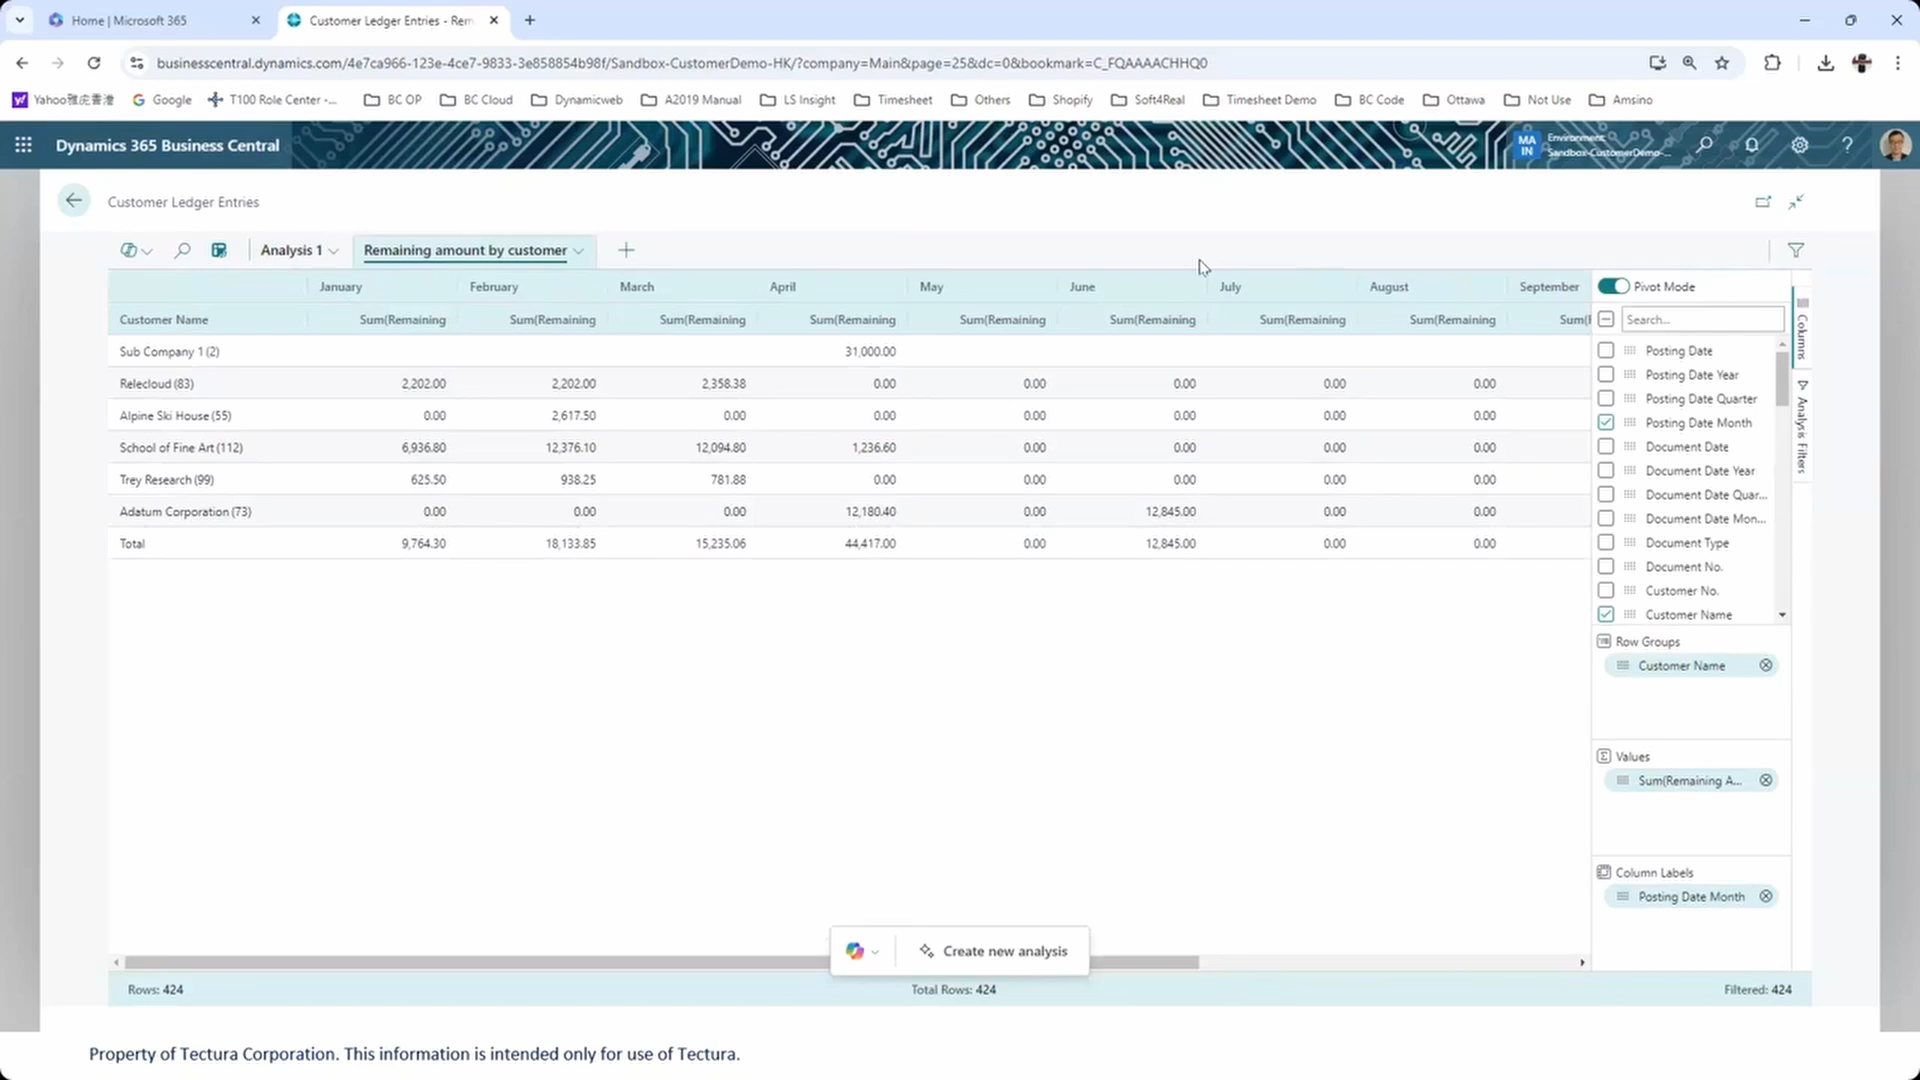 Home | Microsoft 365
Customer Ledger Entries - Rem
businesscentral.dynamics.com/4e7ca966-123e-4ce7-9833-3e858854b98f/Sandbox-CustomerDemo-HK/?company=Main&page=25&dc=0&bookmark=C_FQAAAACHHQ0
Yahoo雅虎香港 Google T100 Role Center -... BC OP BC Cloud Dynamicweb A2019 Manual LS Insight Timesheet Others Shopify Soft4Real Timesheet Demo BC Code Ottawa Not Use Amsino
Dynamics 365 Business Central
MA
IN
Environment:
Sandbox-CustomerDemo-...
Customer Ledger Entries
Analysis 1 Remaining amount by customer
January February March April May June July August September
Customer Name Sum(Remaining Sum(Remaining Sum(Remaining Sum(Remaining Sum(Remaining Sum(Remaining Sum(Remaining Sum(Remaining
Sub Company 1 (2) 31,000.00
Relecloud (83) 2,202.00 2,202.00 2,358.38 0.00 0.00 0.00 0.00 0.00
Alpine Ski House (55) 0.00 2,617.50 0.00 0.00 0.00 0.00 0.00 0.00
School of Fine Art (112) 6,936.80 12,376.10 12,094.80 1,236.60 0.00 0.00 0.00 0.00
Trey Research (99) 625.50 938.25 781.88 0.00 0.00 0.00 0.00 0.00
Adatum Corporation (73) 0.00 0.00 0.00 12,180.40 0.00 12,845.00 0.00 0.00
Total 9,764.30 18,133.85 15,235.06 44,417.00 0.00 12,845.00 0.00 0.00
Pivot Mode
Search...
Posting Date
Posting Date Year
Posting Date Quarter
Posting Date Month
Document Date
Document Date Year
Document Date Quar...
Document Date Mon...
Document Type
Document No.
Customer No.
Customer Name
Row Groups
Customer Name
Values
Sum(Remaining A...
Column Labels
Posting Date Month
Columns
Analysis Filters
Create new analysis
Rows: 424 Total Rows: 424 Filtered: 424
Property of Tectura Corporation. This information is intended only for use of Tectura.